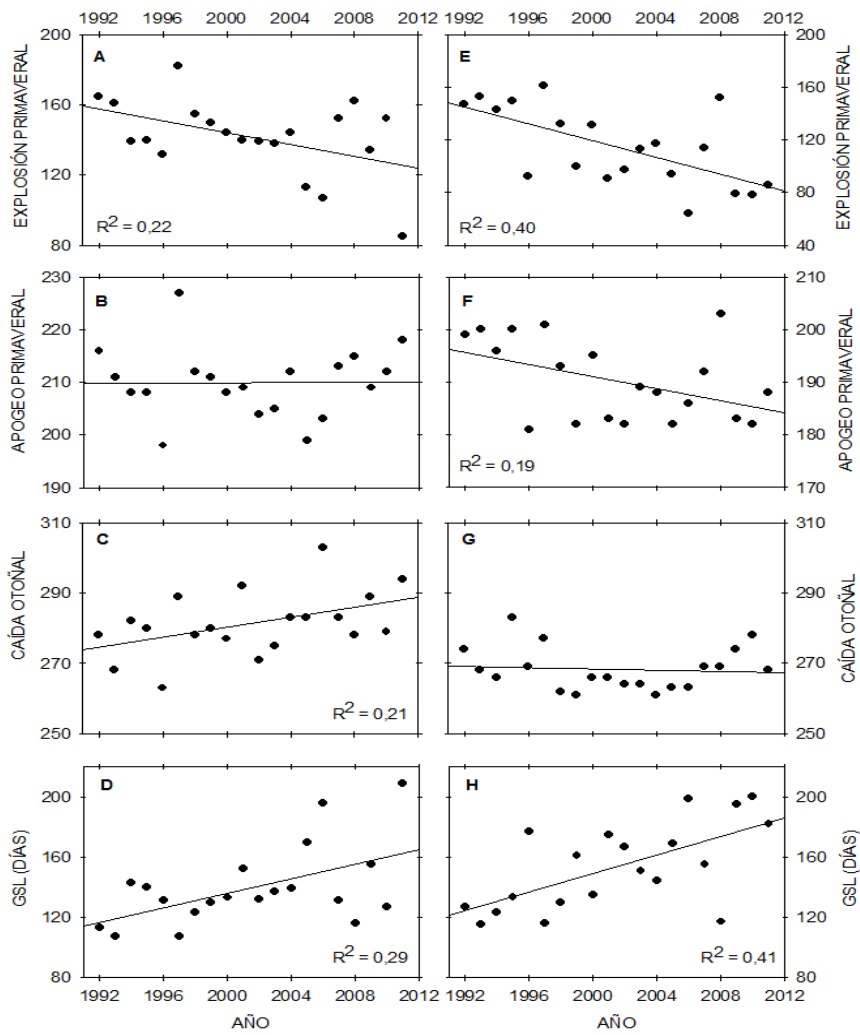 1992 1996 2000 2004 2008 2012 1992 1996 2000 2004 2008 2012
EXPLOSIÓN PRIMAVERAL
200
160
120
80
A
R2 = 0,22
E
R2 = 0,40
200
160
120
80
40
EXPLOSIÓN PRIMAVERAL
APOGEO PRIMAVERAL
230
220
210
200
190
B
F
R2 = 0,19
210
200
190
180
170
APOGEO PRIMAVERAL
CAÍDA OTOÑAL
310
290
270
250
C
R2 = 0,21
G
310
290
270
250
CAÍDA OTOÑAL
GSL (DÍAS)
200
160
120
80
D
R2 = 0,29
H
R2 = 0,41
200
160
120
80
GSL (DÍAS)
1992 1996 2000 2004 2008 2012 1992 1996 2000 2004 2008 2012
AÑO AÑO